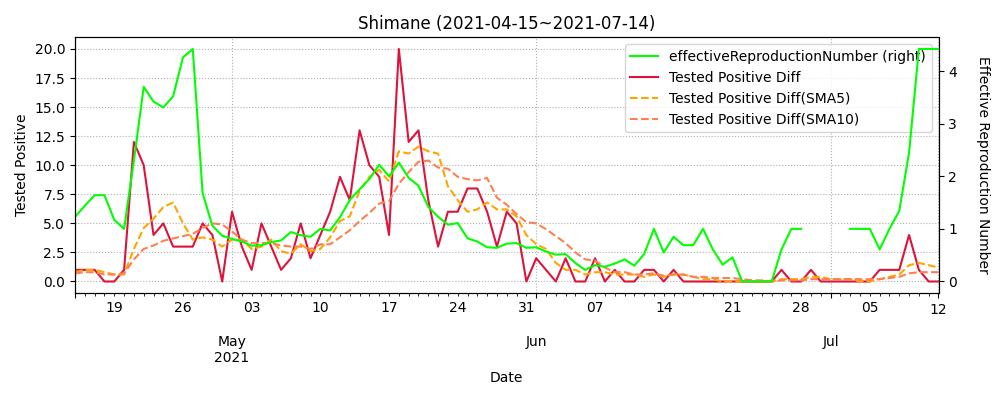 Shimane (2021-04-15~2021-07-14)
effectiveReproductionNumber (right)
Tested Positive Diff
Tested Positive Diff(SMA5)
Tested Positive Diff(SMA10)
Tested Positive
20.0
17.5
15.0
12.5
10.0
7.5
5.0
2.5
0.0
Effective Reproduction Number
4
3
2
1
0
19 26 03 10 17 24 07 14 21 28 05 12
May Jun Jul
2021
Date